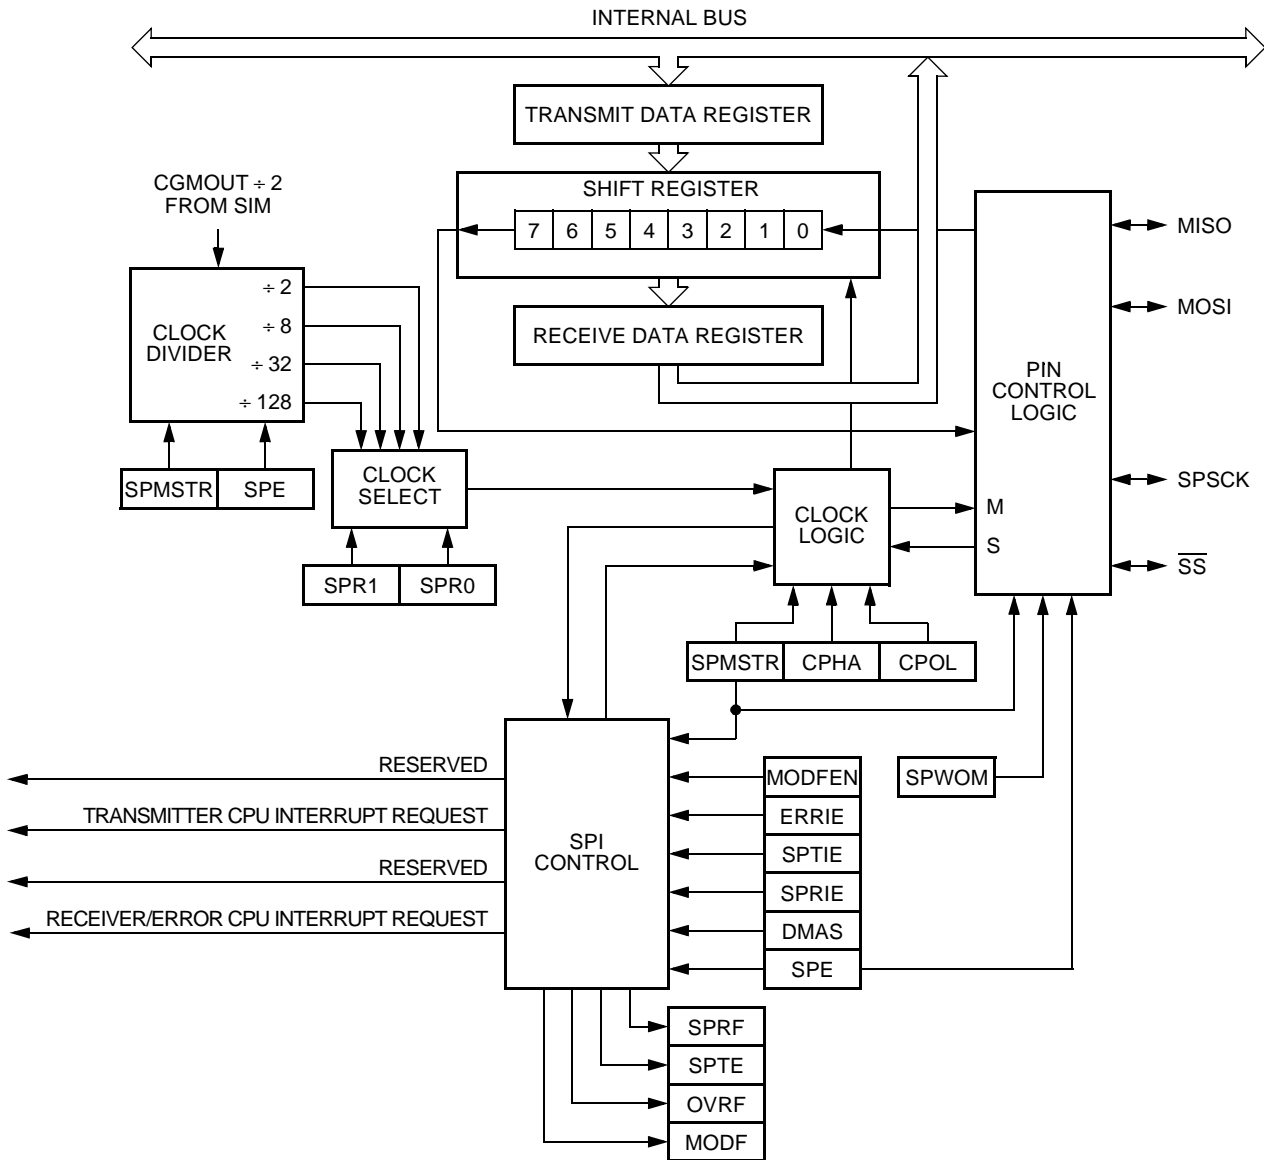 INTERNAL BUS
TRANSMIT DATA REGISTER
CGMOUT ÷ 2
FROM SIM
SHIFT REGISTER
7 6 5 4 3 2 1 0
MISO
÷ 2
÷ 8
÷ 32
÷ 128
CLOCK
DIVIDER
RECEIVE DATA REGISTER
MOSI
PIN
CONTROL
LOGIC
SPMSTR SPE
CLOCK
SELECT
SPSCK
CLOCK
LOGIC
M
S
SS
SPR1 SPR0
SPMSTR CPHA CPOL
RESERVED
TRANSMITTER CPU INTERRUPT REQUEST
RESERVED
RECEIVER/ERROR CPU INTERRUPT REQUEST
SPI
CONTROL
MODFEN
ERRIE
SPTIE
SPRIE
DMAS
SPE
SPWOM
SPRF
SPTE
OVRF
MODF